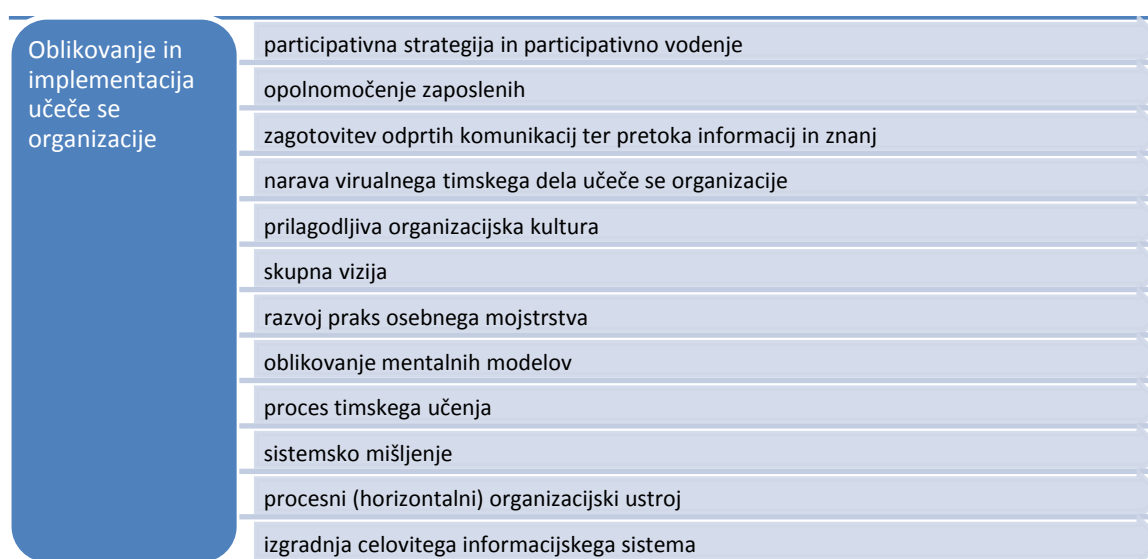 Oblikovanje in
implementacija
učeče se
organizacije
participativna strategija in participativno vodenje
opolnomočenje zaposlenih
zagotovitev odprtih komunikacij ter pretoka informacij in znanj
narava virualnega timskega dela učeče se organizacije
prilagodljiva organizacijska kultura
skupna vizija
razvoj praks osebnega mojstrstva
oblikovanje mentalnih modelov
proces timskega učenja
sistemsko mišljenje
procesni (horizontalni) organizacijski ustroj
izgradnja celovitega informacijskega sistema